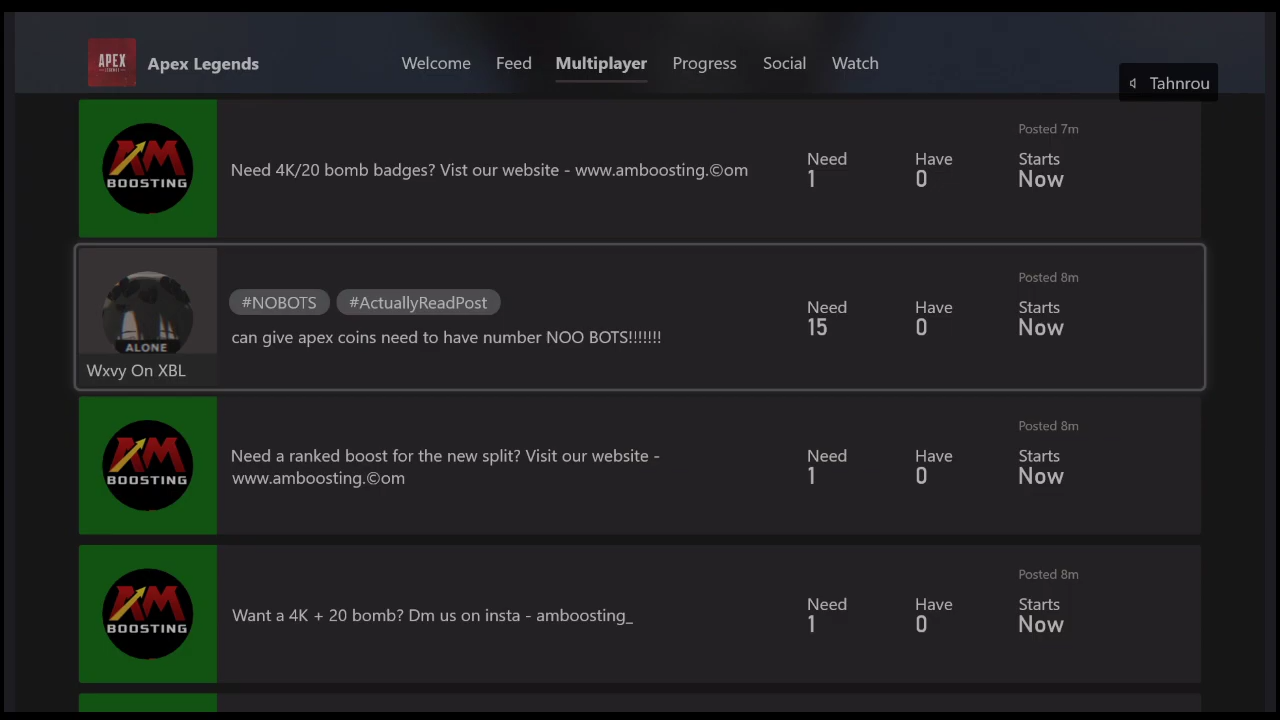 APEX
LEGENDS
Apex Legends
Welcome
Feed
Multiplayer
Progress
Social
Watch
Tahnrou
AM
BOOSTING
Need 4K/20 bomb badges? Vist our website - www.amboosting.©om
Need
1
Have
0
Posted 7m
Starts
Now
ALONE
Wxvy On XBL
#NOBOTS
#ActuallyReadPost
can give apex coins need to have number NOO BOTS!!!!!!!
Need
15
Have
0
Posted 8m
Starts
Now
AM
BOOSTING
Need a ranked boost for the new split? Visit our website -
www.amboosting.©om
Need
1
Have
0
Posted 8m
Starts
Now
AM
BOOSTING
Want a 4K + 20 bomb? Dm us on insta - amboosting_
Need
1
Have
0
Posted 8m
Starts
Now